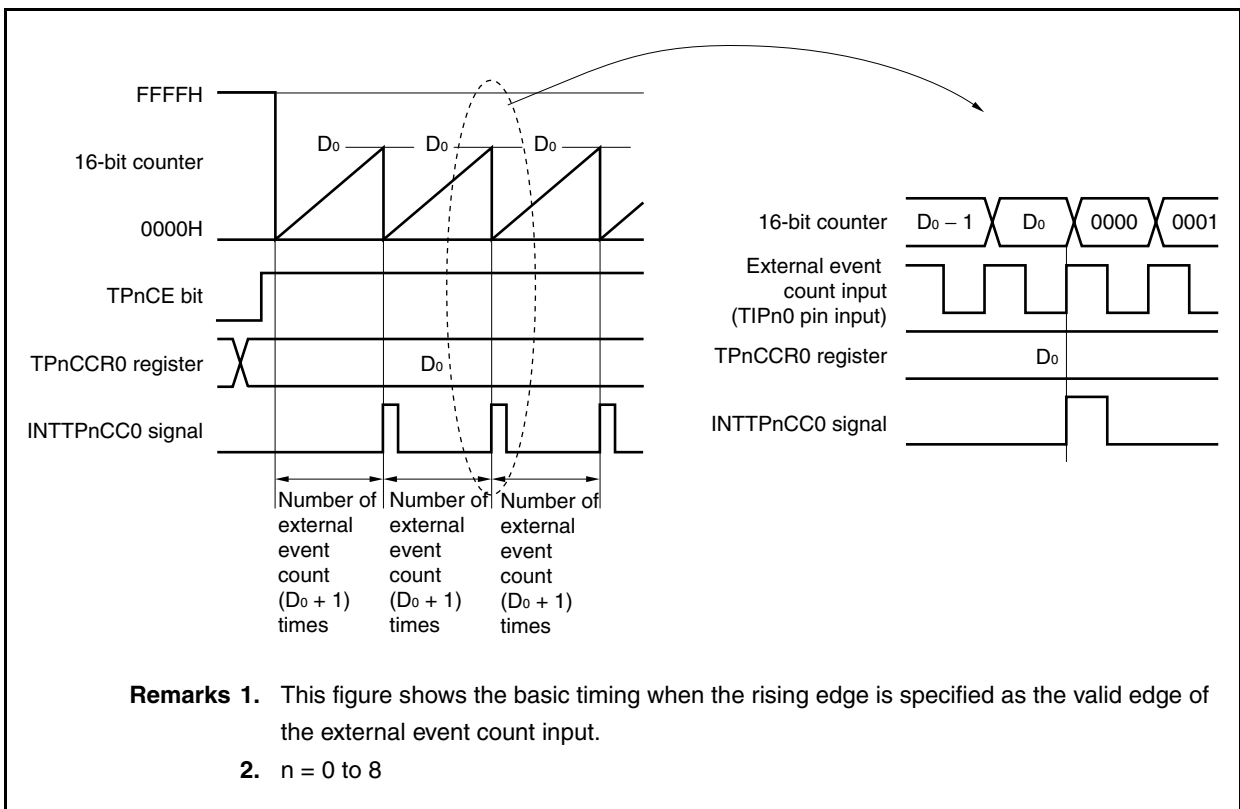 FFFFH
16-bit counter
0000H
D0 D0 D0
TPnCE bit
TPnCCR0 register
D0
INTTPnCC0 signal
Number of
external
event
count
(D0 + 1)
times
Number of
external
event
count
(D0 + 1)
times
Number of
external
event
count
(D0 + 1)
times
16-bit counter
D0 − 1 D0 0000 0001
External event
count input
(TIPn0 pin input)
TPnCCR0 register
D0
INTTPnCC0 signal
Remarks 1. This figure shows the basic timing when the rising edge is specified as the valid edge of
the external event count input.
2. n = 0 to 8